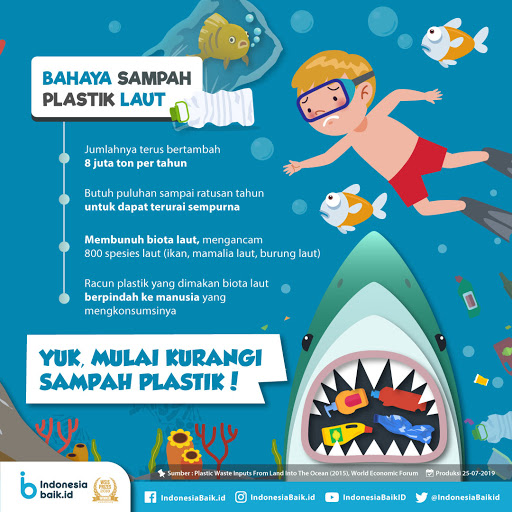 BAHAYA SAMPAH
PLASTIK LAUT
Jumlahnya terus bertambah
8 juta ton per tahun
Butuh puluhan sampai ratusan tahun
untuk dapat terurai sempurna
Membunuh biota laut, mengancam
800 spesies laut (ikan, mamalia laut, burung laut)
Racun plastik yang dimakan biota laut
berpindah ke manusia yang
mengkonsumsinya
YUK, MULAI KURANGI
SAMPAH PLASTIK!
Sumber : Plastic Waste Inputs From Land Into The Ocean (2015), World Economic Forum
Produksi 25-07-2019
Indonesia
baik.id
WSIS
PRIZES
IndonesiaBaik.id
IndonesiaBaik.id
IndonesiaBaikID
@IndonesiaBaikId